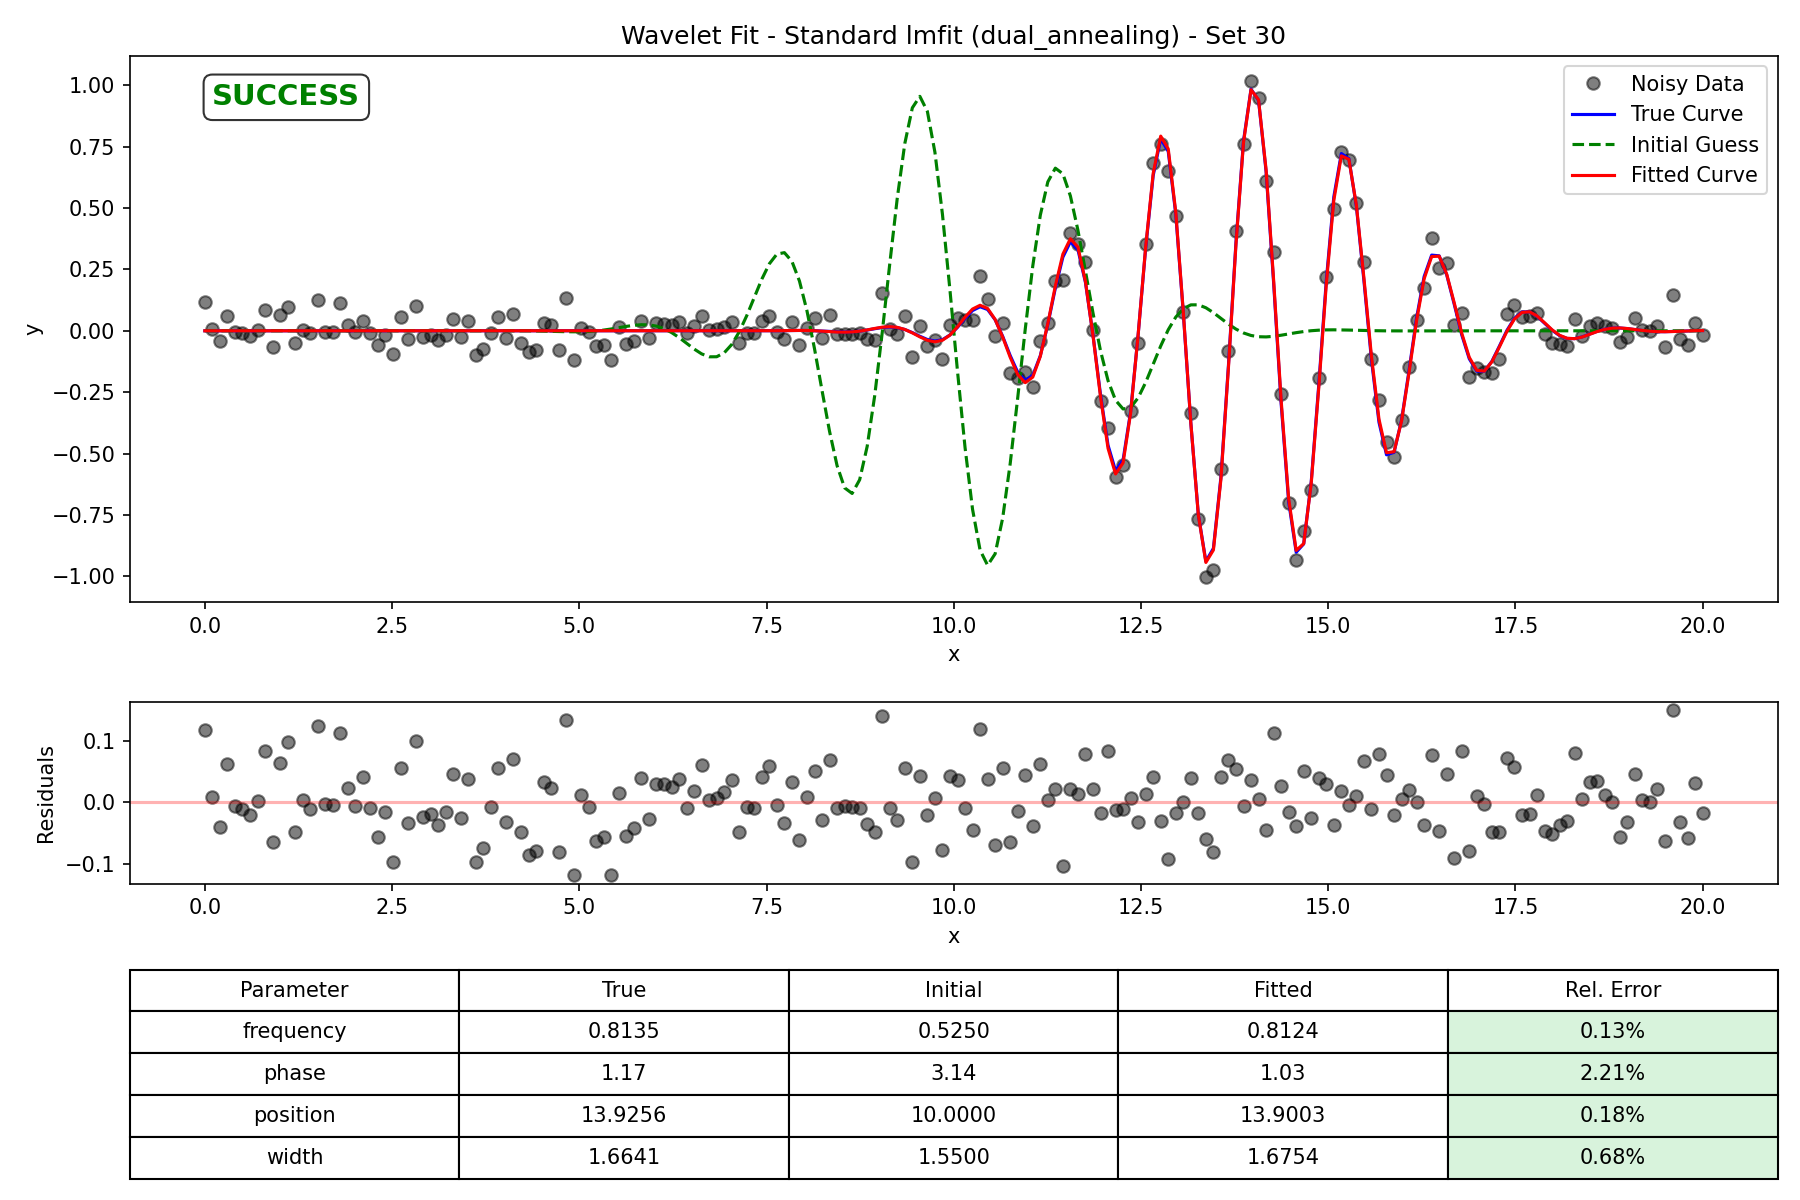 Wavelet Fit - Standard lmfit (dual_annealing) - Set 30
SUCCESS
Noisy Data
True Curve
Initial Guess
Fitted Curve
1.00
0.75
0.50
0.25
0.00
−0.25
−0.50
−0.75
−1.00
y
0.0 2.5 5.0 7.5 10.0 12.5 15.0 17.5 20.0
x
0.1
0.0
−0.1
Residuals
0.0 2.5 5.0 7.5 10.0 12.5 15.0 17.5 20.0
x
Parameter True Initial Fitted Rel. Error
frequency 0.8135 0.5250 0.8124 0.13%
phase 1.17 3.14 1.03 2.21%
position 13.9256 10.0000 13.9003 0.18%
width 1.6641 1.5500 1.6754 0.68%